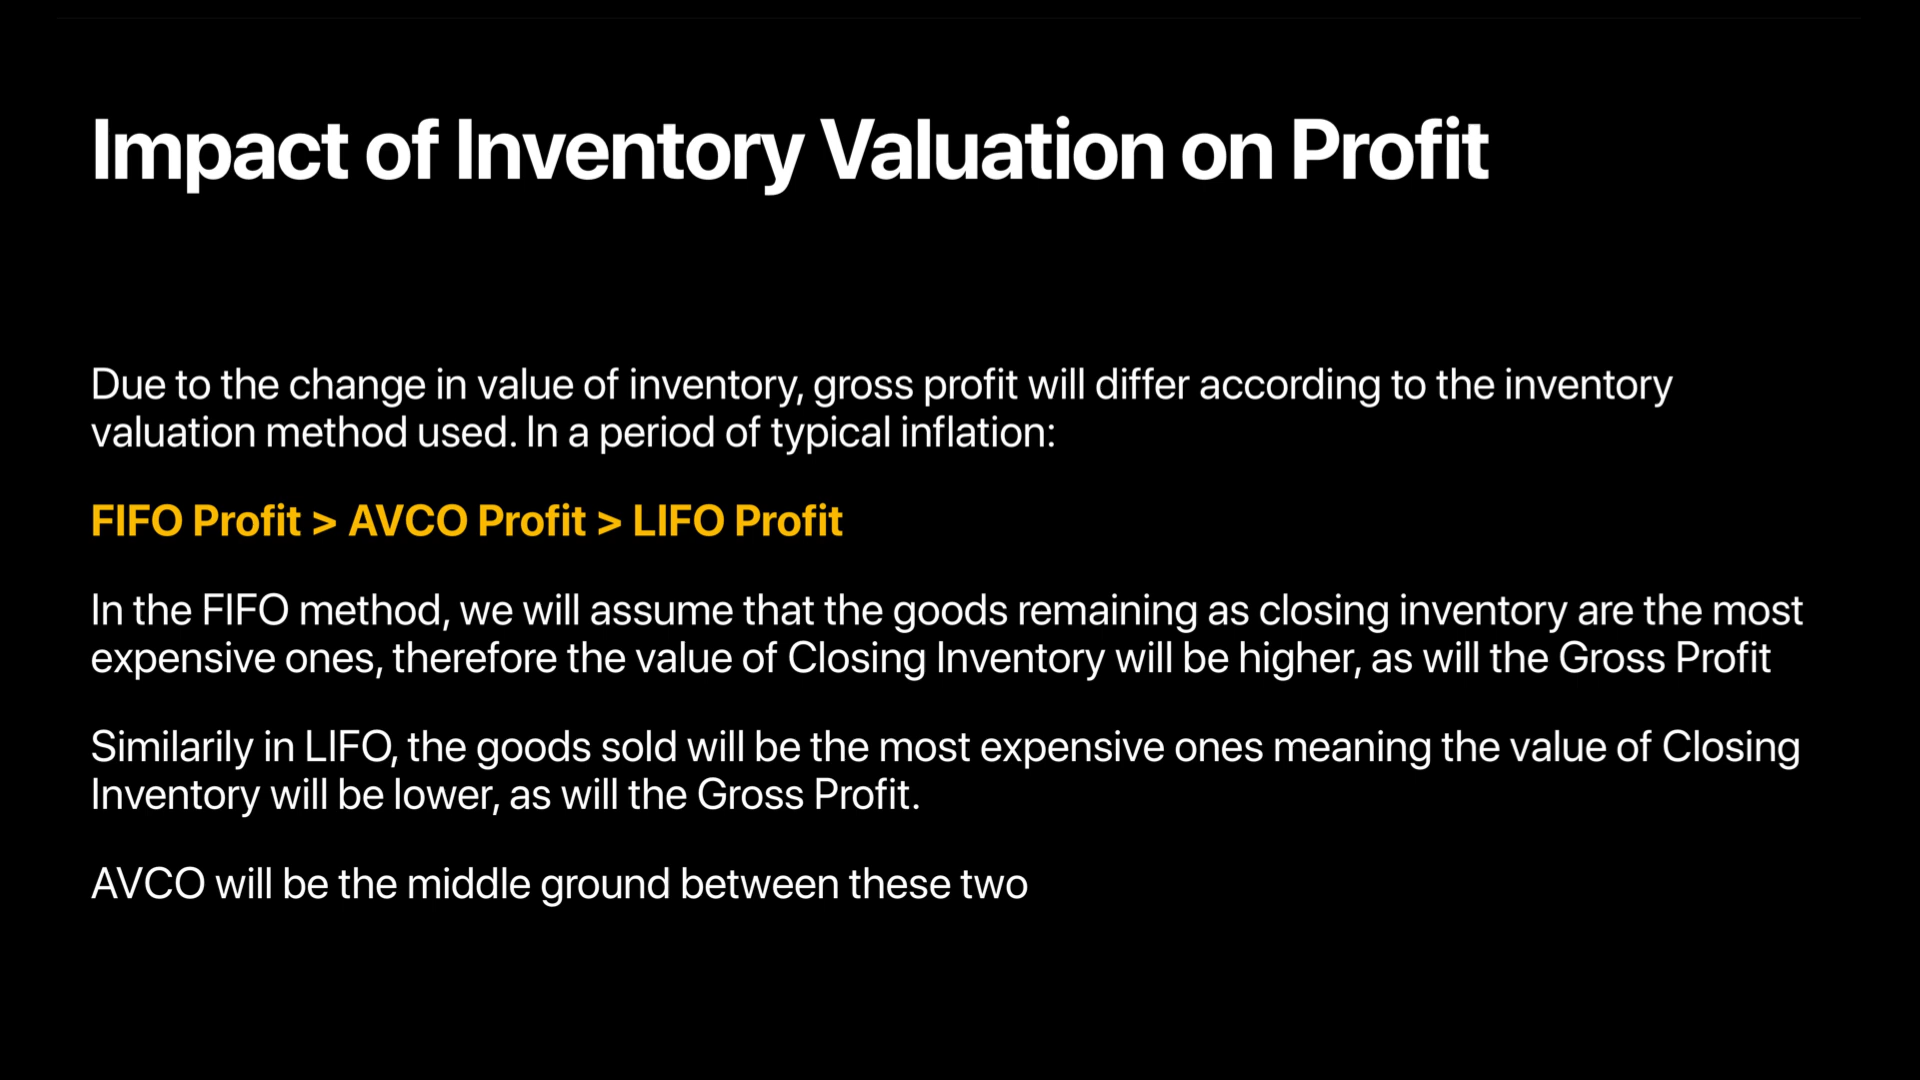 Impact of Inventory Valuation on Profit
Due to the change in value of inventory, gross profit will differ according to the inventory
valuation method used. In a period of typical inflation:
FIFO Profit > AVCO Profit > LIFO Profit
In the FIFO method, we will assume that the goods remaining as closing inventory are the most
expensive ones, therefore the value of Closing Inventory will be higher, as will the Gross Profit
Similarily in LIFO, the goods sold will be the most expensive ones meaning the value of Closing
Inventory will be lower, as will the Gross Profit.
AVCO will be the middle ground between these two